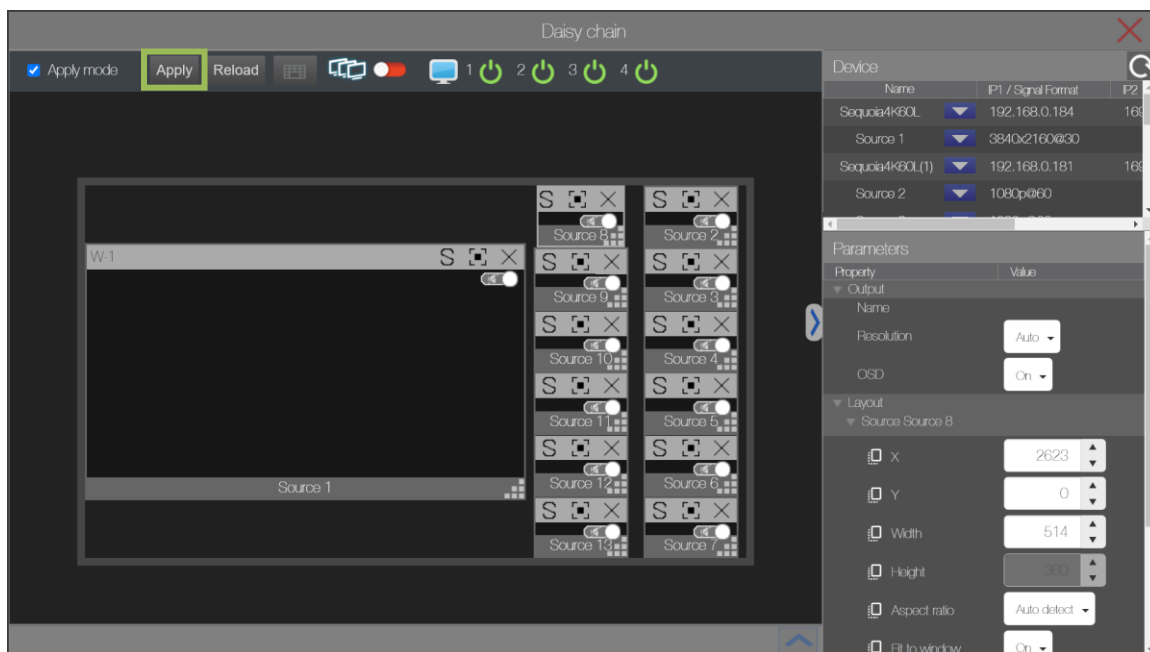 Daisy chain
Apply mode Apply Reload 1 2 3 4
Device
Name IP1 / Signal Format IP2
Sequoia4K60L 192.168.0.184 169
Source 1 3840x2160@30
Sequoia4K60L(1) 192.168.0.181 169
Source 2 1080p@60
Parameters
Property Value
Output
Name
Resolution Auto
OSD On
Layout
Source Source 8
X 2623
Y 0
Width 514
Height 380
Aspect ratio Auto detect
Fit to window On
S S
Source 8 Source 2
W-1 S
S S
Source 9 Source 3
S S
Source 10 Source 4
S S
Source 11 Source 5
S S
Source 12 Source 6
Source 1
S S
Source 13 Source 7